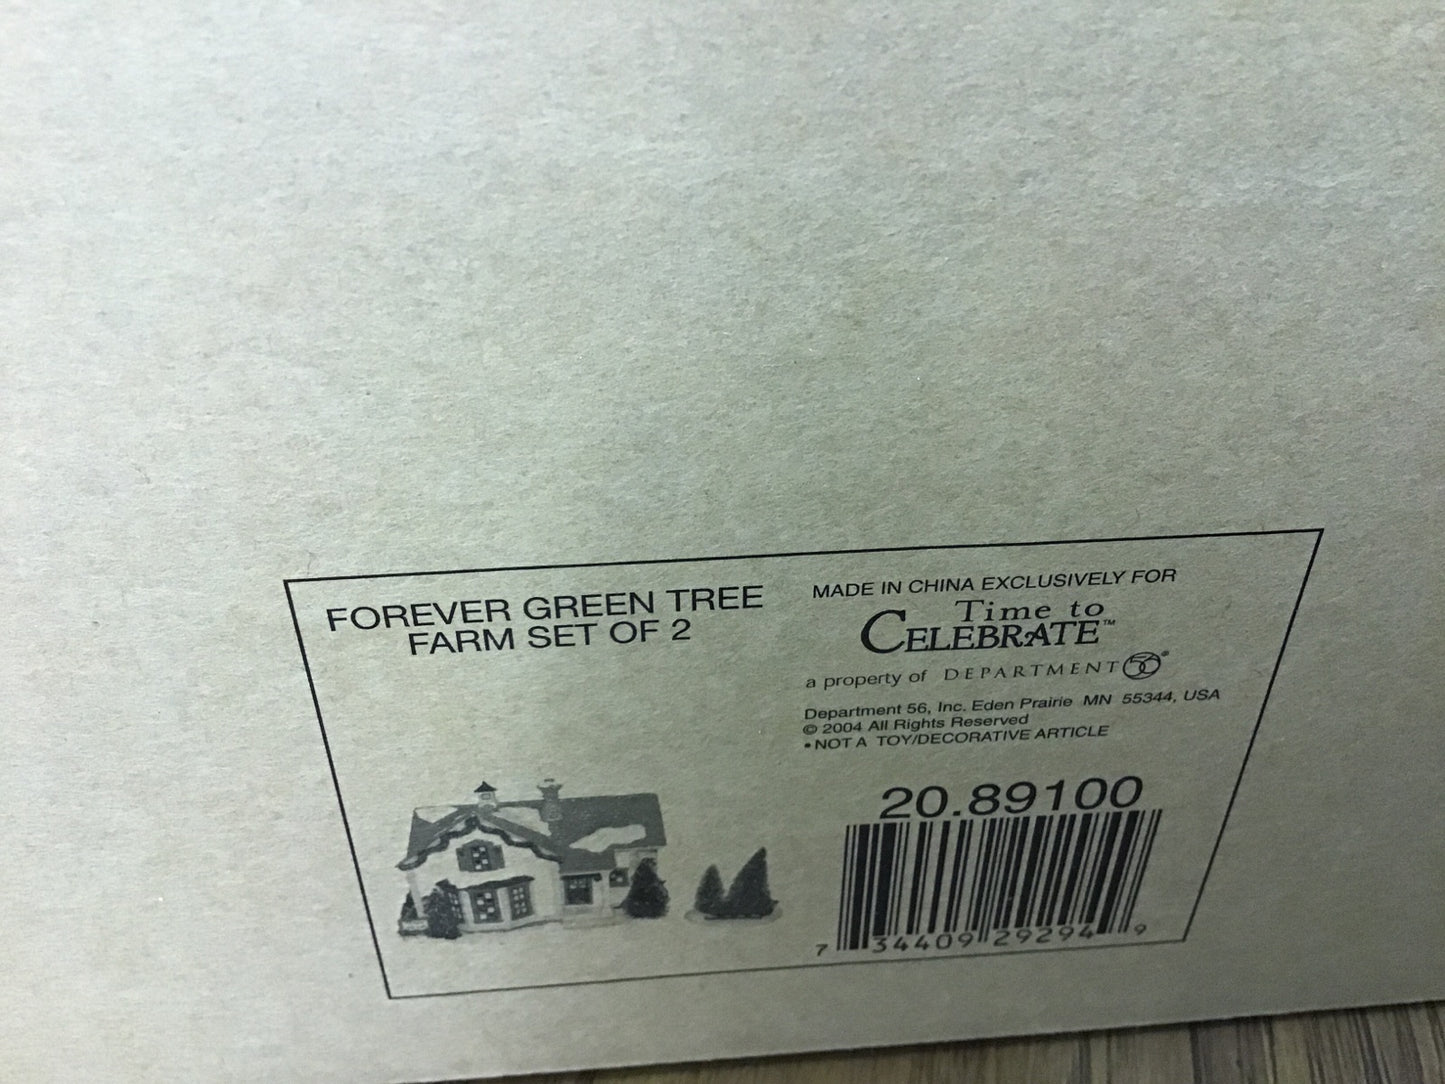 FOREVER GREEN TREE
FARM SET OF 2
MADE IN CHINA EXCLUSIVELY FOR
Time to
CELEBRATE™
a property of DEPARTMENT 56®
Department 56, Inc. Eden Prairie MN 55344, USA
© 2004 All Rights Reserved
•NOT A TOY/DECORATIVE ARTICLE
20.89100
7 34409 29294 9